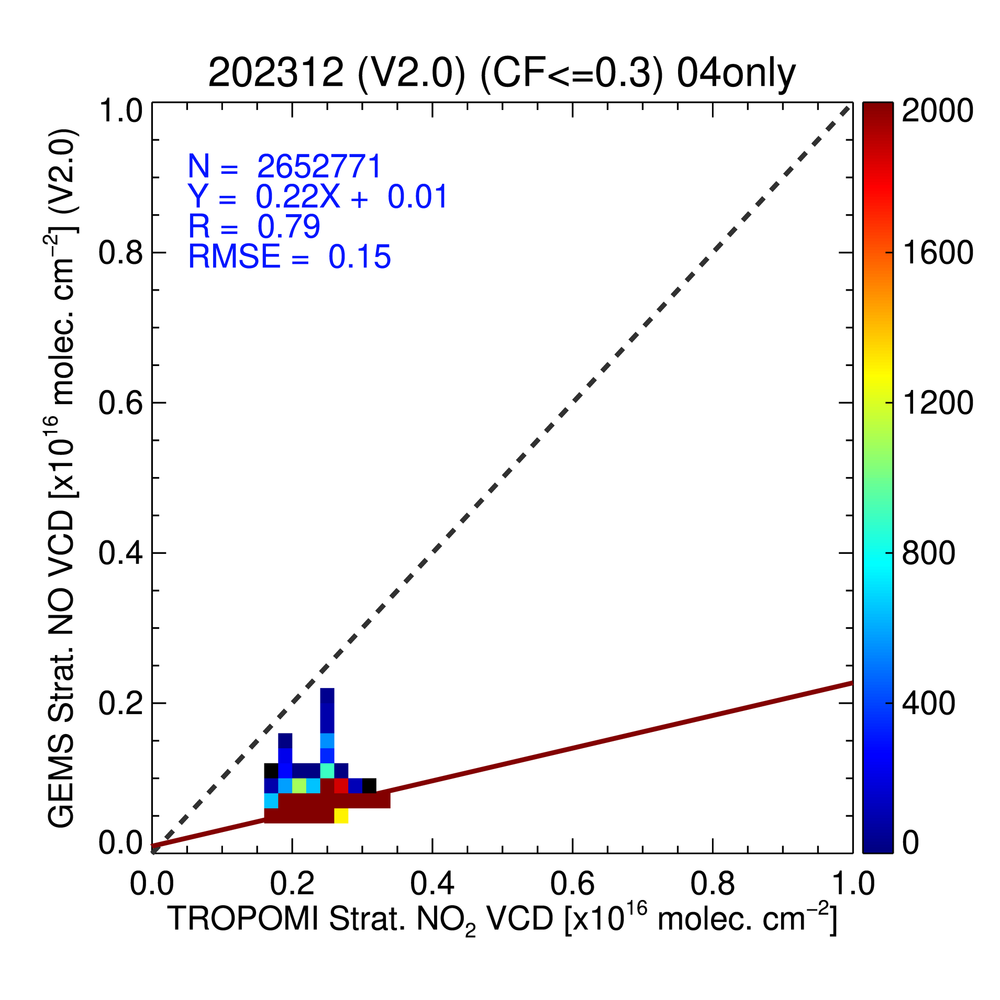 202312 (V2.0) (CF<=0.3) 04only
N = 2652771
Y = 0.22X + 0.01
R = 0.79
RMSE = 0.15
GEMS Strat. NO VCD [x10¹⁶ molec. cm⁻²] (V2.0)
1.0
0.8
0.6
0.4
0.2
0.0
0.0 0.2 0.4 0.6 0.8 1.0
TROPOMI Strat. NO₂ VCD [x10¹⁶ molec. cm⁻²]
2000
1600
1200
800
400
0